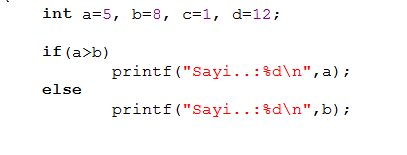 int a=5, b=8, c=1, d=12;
if(a>b)
printf("Sayi..:%d\n",a);
else
printf("Sayi..:%d\n",b);